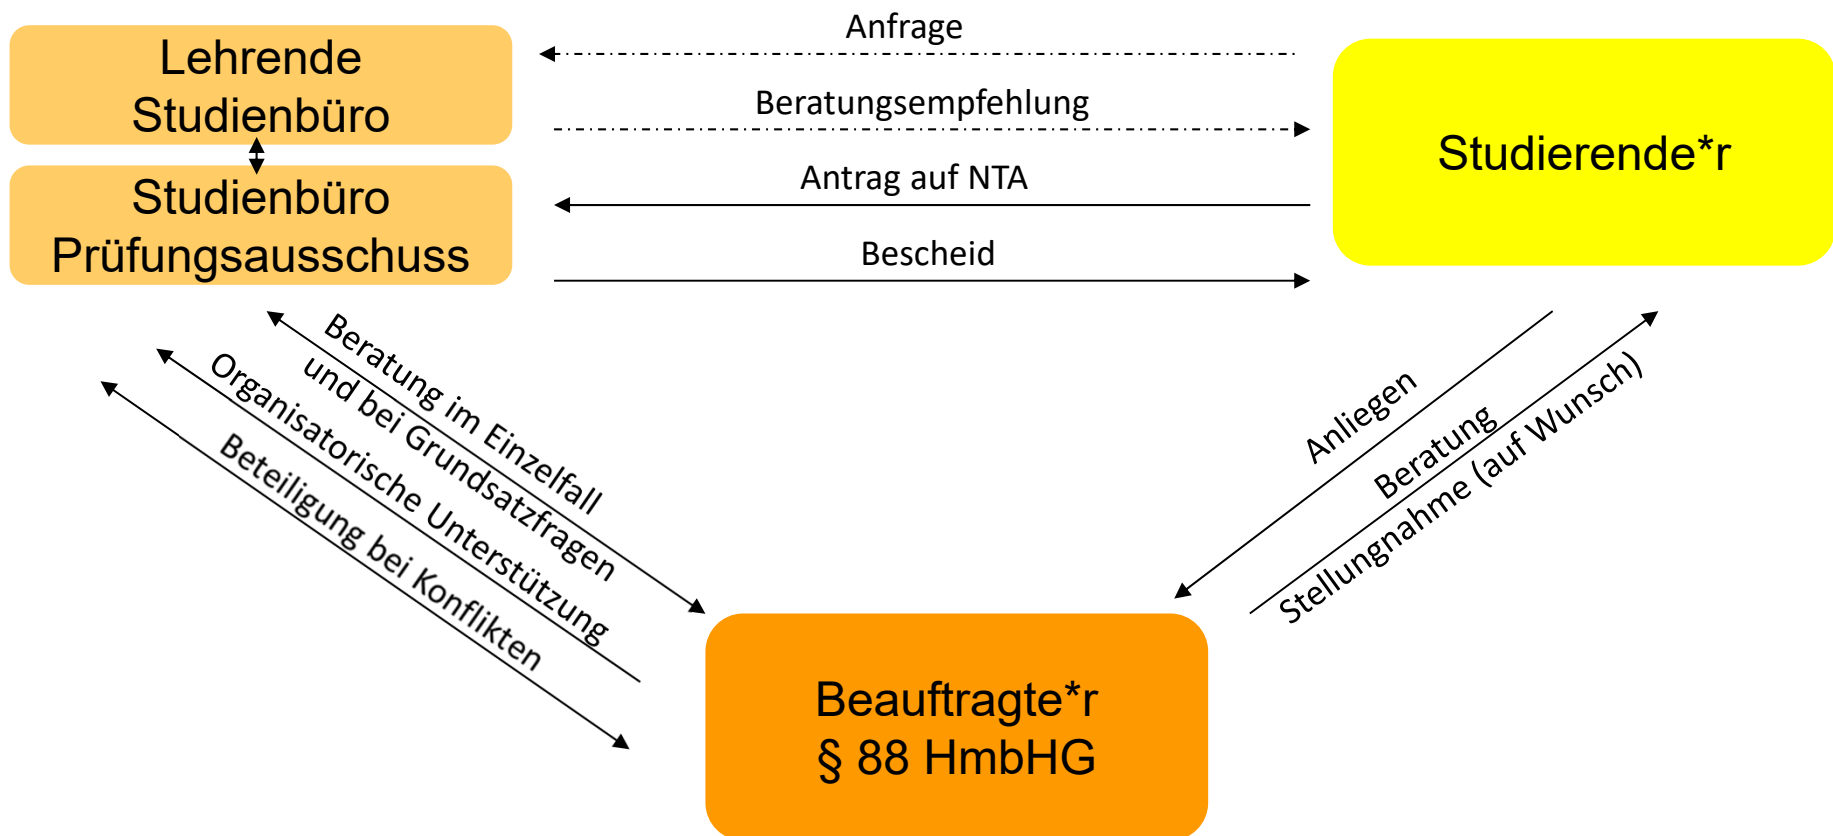 Lehrende
Studienbüro
Studienbüro
Prüfungsausschuss
Anfrage
Beratungsempfehlung
Antrag auf NTA
Bescheid
Studierende*r
Beratung im Einzelfall
und bei Grundsatzfragen
Organisatorische Unterstützung
Beteiligung bei Konflikten
Anliegen
Beratung
Stellungnahme (auf Wunsch)
Beauftragte*r
§ 88 HmbHG